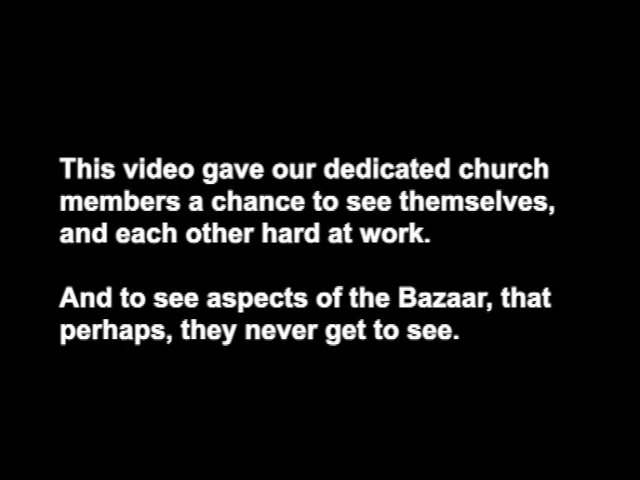 This video gave our dedicated church
members a chance to see themselves,
and each other hard at work.
And to see aspects of the Bazaar, that
perhaps, they never get to see.